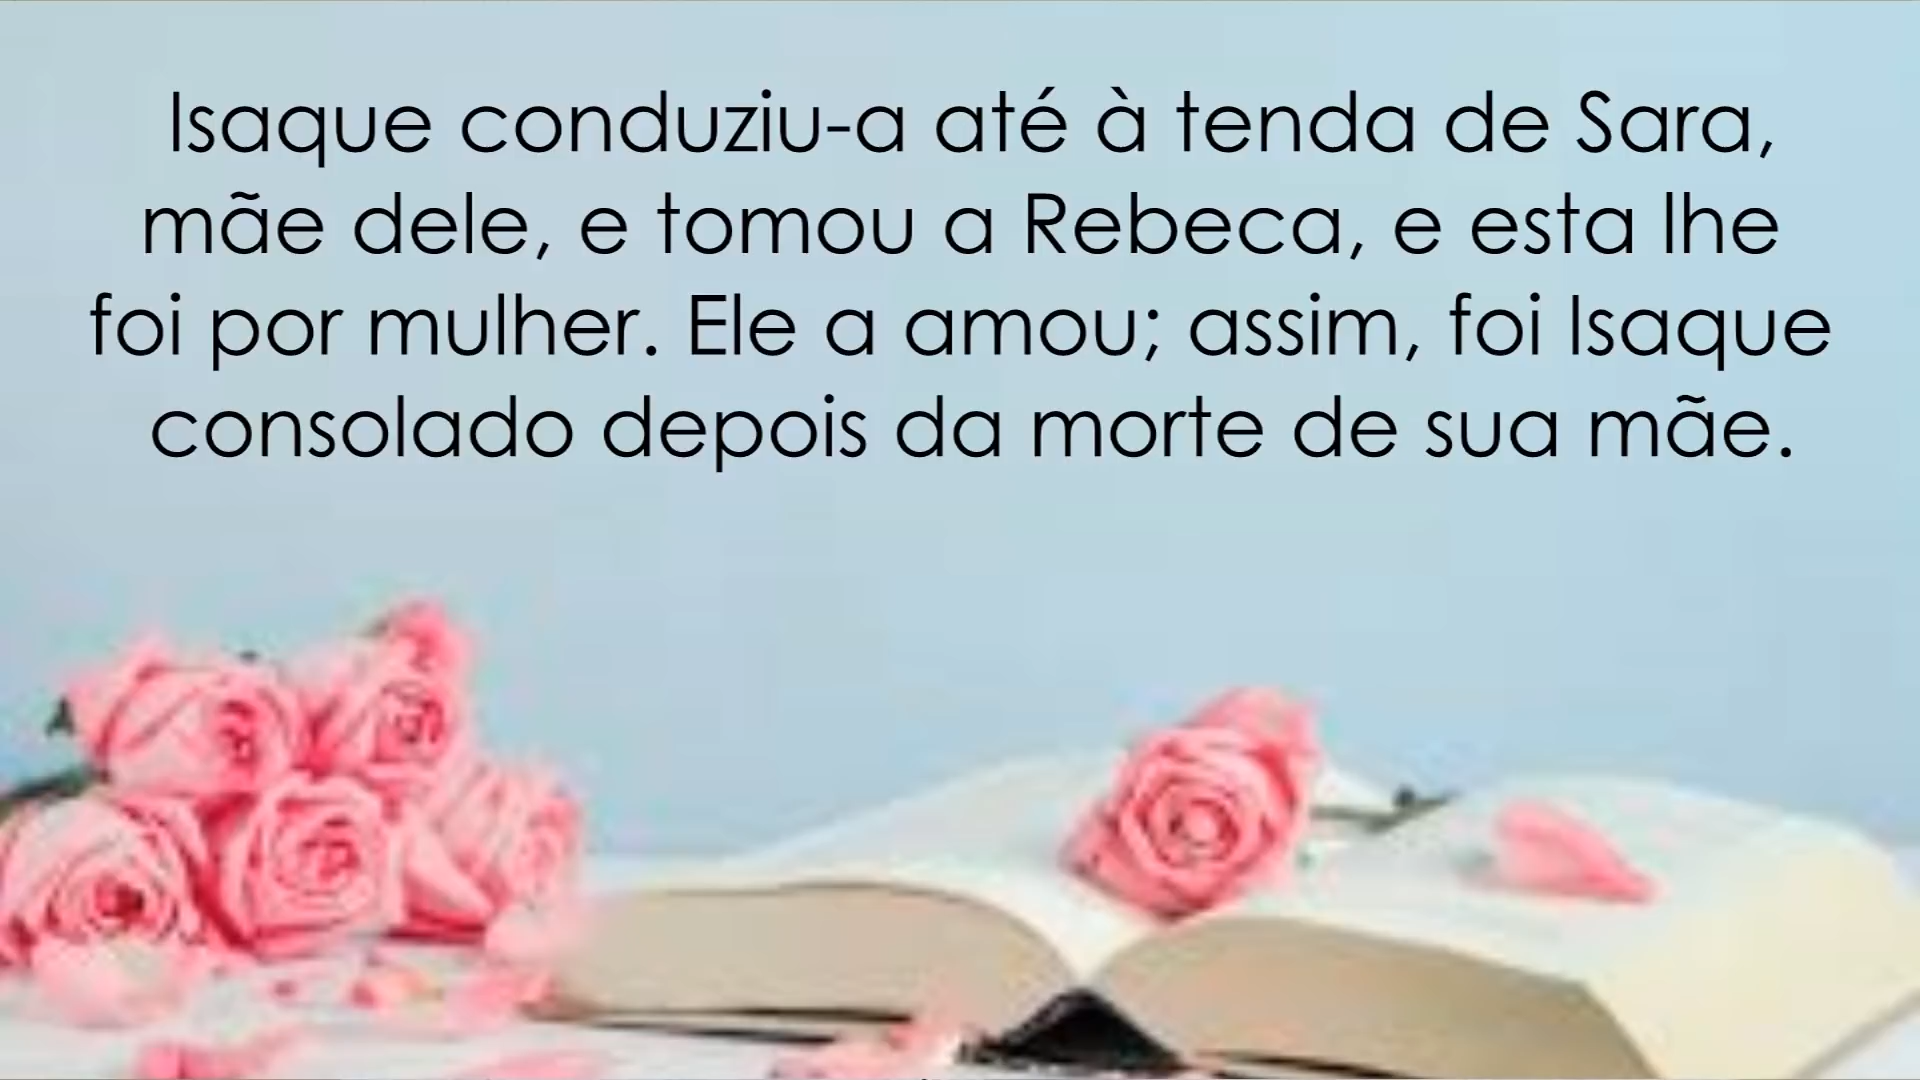 Isaque conduziu-a até à tenda de Sara,
mãe dele, e tomou a Rebeca, e esta lhe
foi por mulher. Ele a amou; assim, foi Isaque
consolado depois da morte de sua mãe.